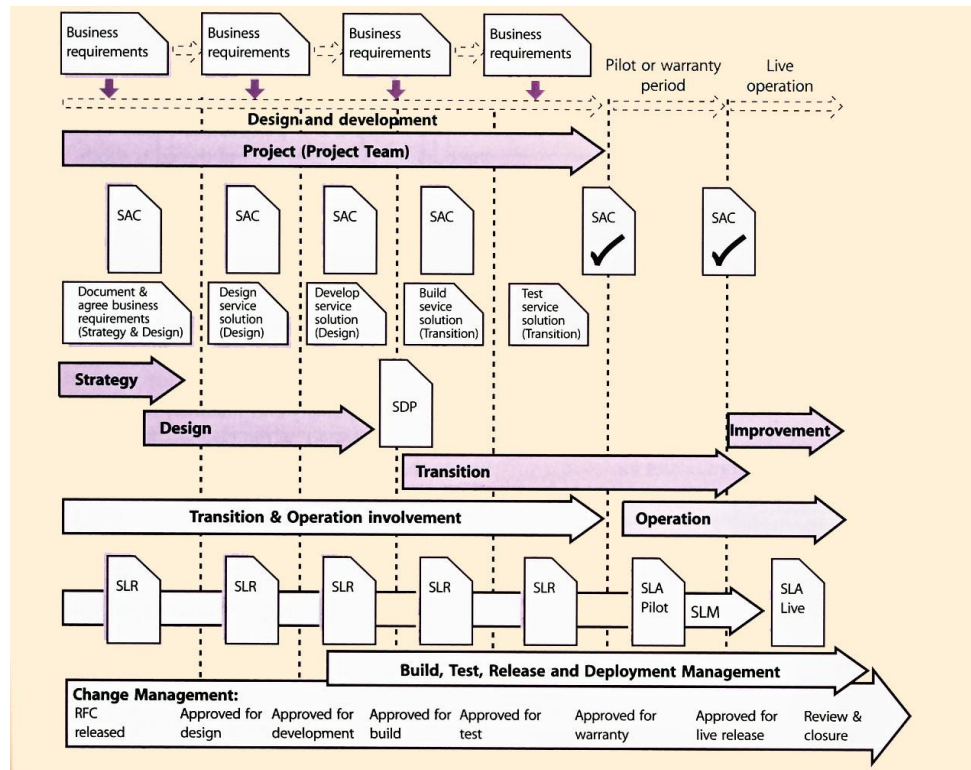 Business
requirements
Business
requirements
Business
requirements
Business
requirements
Pilot or warranty
period
Live
operation
Design and development
Project (Project Team)
SAC
SAC
SAC
SAC
SAC
SAC
Document &
agree business
requirements
(Strategy & Design)
Design
service
solution
(Design)
Develop
service
solution
(Design)
Build
sevice
solution
(Transition)
Test
service
solution
(Transition)
Strategy
SDP
Design
Improvement
Transition
Transition & Operation involvement
Operation
SLR
SLR
SLR
SLR
SLR
SLA
Pilot
SLM
SLA
Live
Build, Test, Release and Deployment Management
Change Management:
RFC
released
Approved for
design
Approved for
development
Approved for
build
Approved for
test
Approved for
warranty
Approved for
live release
Review &
closure